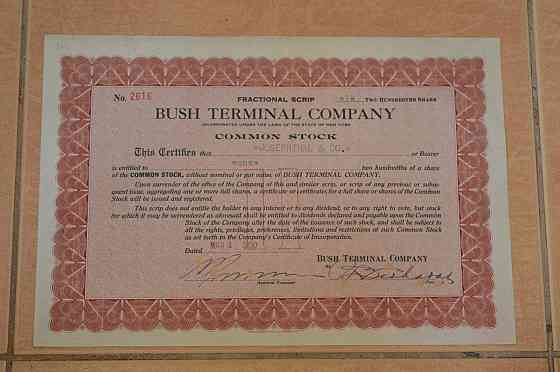 No. 2616 FRACTIONAL SCRIP TWO HUNDREDTHS SHARE
BUSH TERMINAL COMPANY
INCORPORATED UNDER THE LAWS OF THE STATE OF NEW YORK
COMMON STOCK
This Certifies that *JOSEPHTHAL & CO.* or Bearer
is entitled to two hundredths of a share
of the COMMON STOCK, without nominal or par value of BUSH TERMINAL COMPANY.
Upon surrender at the office of the Company of this and similar scrip, or scrip of any previous or subse-
quent issue, aggregating one or more full shares, a certificate or certificates for a full share or shares of the Common
Stock will be issued and registered.
This scrip does not entitle the holder to any interest or to any dividend, or to any right to vote, but stock
for which it may be surrendered as aforesaid shall be entitled to dividends declared and payable upon the Common
Stock of the Company after the date of the issuance of such stock, and shall be subject to
all the rights, privileges, preferences, limitations and restrictions of such Common Stock
as set forth in the Company's Certificate of Incorporation.
Dated
BUSH TERMINAL COMPANY
By